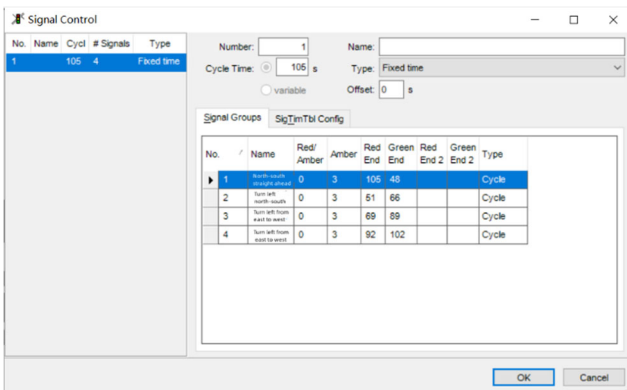 Signal Control
No. Name Cycl # Signals Type
1 105 4 Fixed time
Number: 1 Name:
Cycle Time: 105 s Type: Fixed time
variable Offset: 0 s
Signal Groups SigTimTbl Config
No. Name Red/ Amber Amber Red End Green End Red End 2 Green End 2 Type
1 North-south straight ahead 0 3 105 48 Cycle
2 Turn left north-south 0 3 51 66 Cycle
3 Turn left from east to west 0 3 69 89 Cycle
4 Turn left from east to west 0 3 92 102 Cycle
OK Cancel